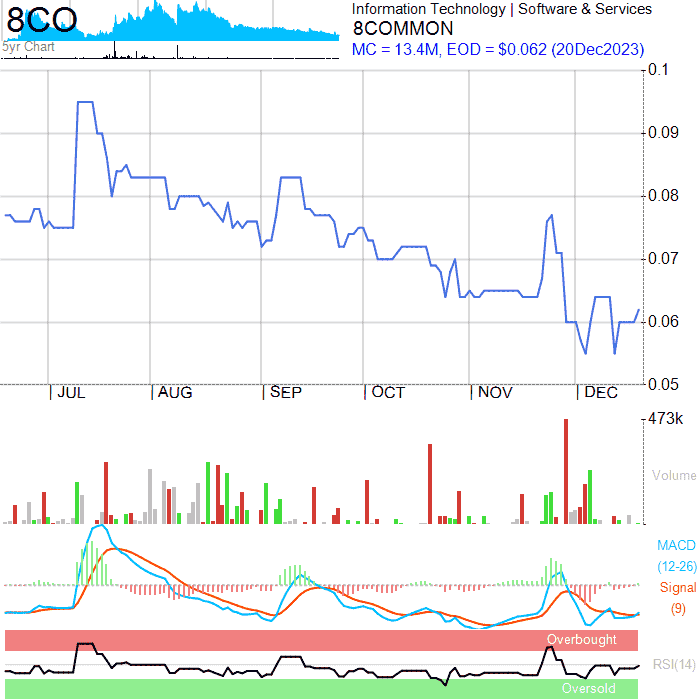 8CO
5yr Chart
Information Technology | Software & Services
8COMMON
MC = 13.4M, EOD = $0.062 (20Dec2023)
0.1
0.09
0.08
0.07
0.06
0.05
| JUL | AUG | SEP | OCT | NOV | DEC
473k
Volume
MACD
(12-26)
Signal
(9)
Overbought
RSI(14)
Oversold